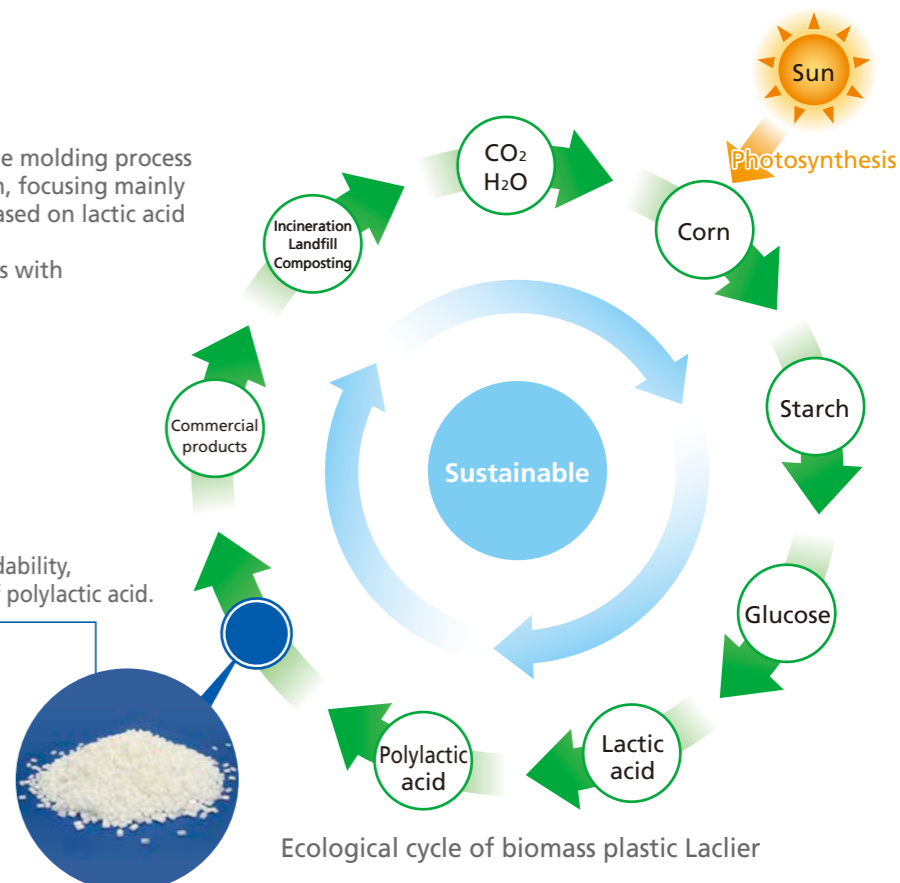 Sun
Photosynthesis
e molding process
n, focusing mainly
ased on lactic acid
s with
CO₂
H₂O
Corn
Incineration
Landfill
Composting
Starch
Commercial
products
Sustainable
dability,
f polylactic acid.
Glucose
Lactic
acid
Polylactic
acid
Ecological cycle of biomass plastic Laclier